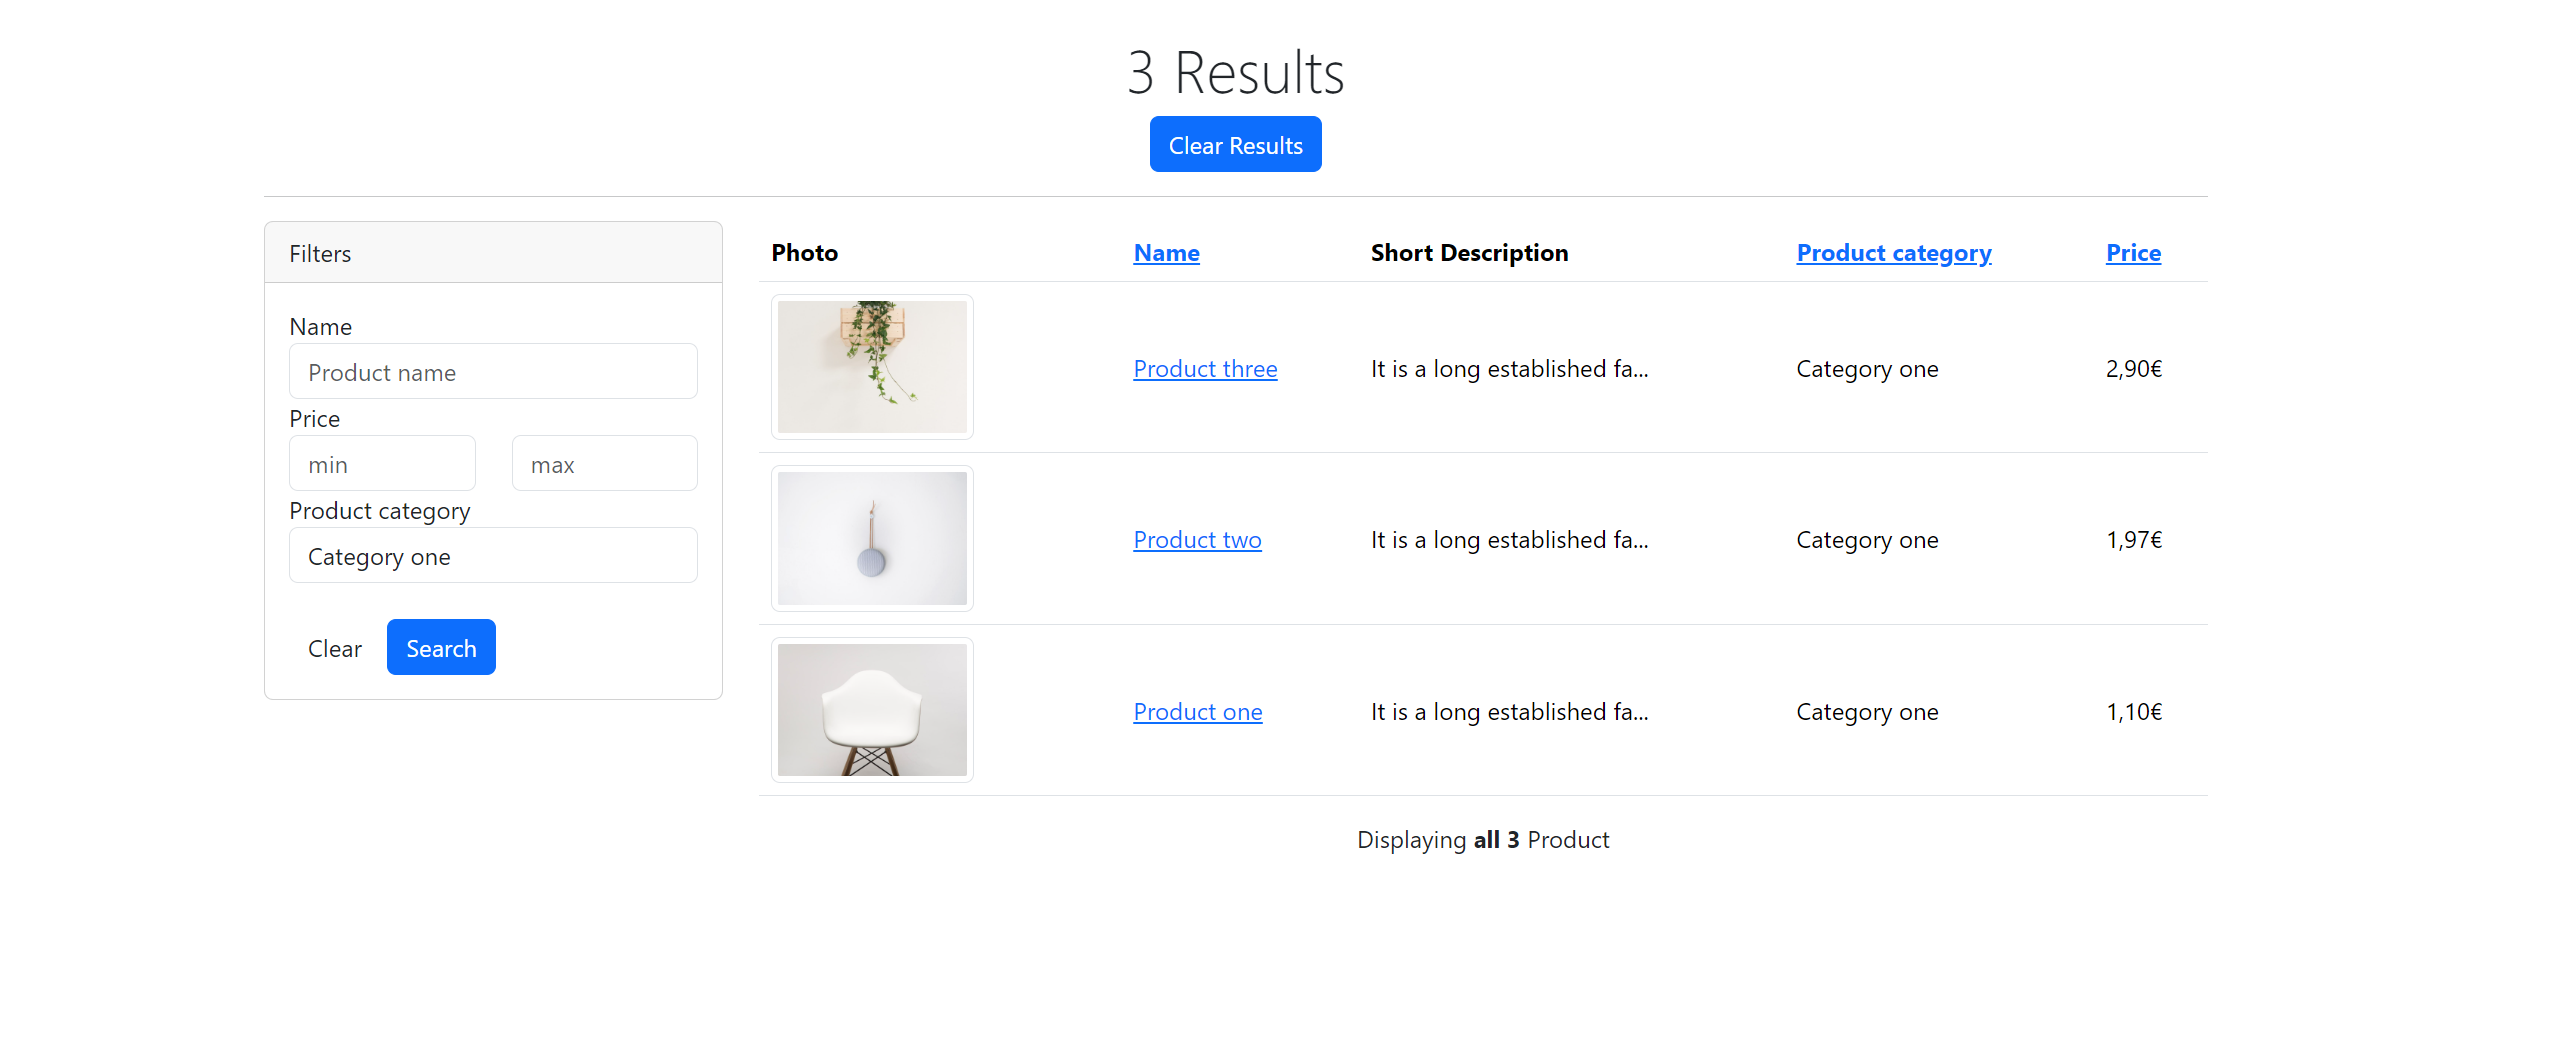 3 Results
Clear Results
Filters
Name
Product name
Price
min max
Product category
Category one
Clear Search
Photo Name Short Description Product category Price
Product three It is a long established fa... Category one 2,90€
Product two It is a long established fa... Category one 1,97€
Product one It is a long established fa... Category one 1,10€
Displaying all 3 Product